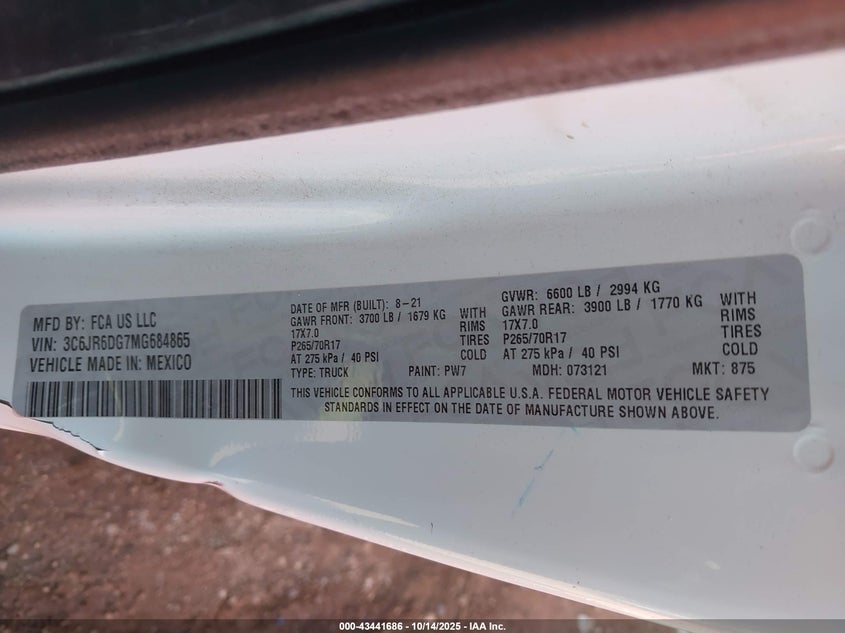 MFD BY: FCA US LLC
VIN: 3C6JR6DG7MG684865
VEHICLE MADE IN: MEXICO
DATE OF MFR (BUILT): 8-21
GAWR FRONT: 3700 LB / 1679 KG WITH
17X7.0 RIMS
P265/70R17 TIRES
AT 275 kPa / 40 PSI COLD
GVWR: 6600 LB / 2994 KG
GAWR REAR: 3900 LB / 1770 KG WITH
17X7.0 RIMS
P265/70R17 TIRES
AT 275 kPa / 40 PSI COLD
TYPE: TRUCK PAINT: PW7 MDH: 073121 MKT: 875
THIS VEHICLE CONFORMS TO ALL APPLICABLE U.S.A. FEDERAL MOTOR VEHICLE SAFETY
STANDARDS IN EFFECT ON THE DATE OF MANUFACTURE SHOWN ABOVE.
000-43441686 - 10/14/2025 - IAA Inc.